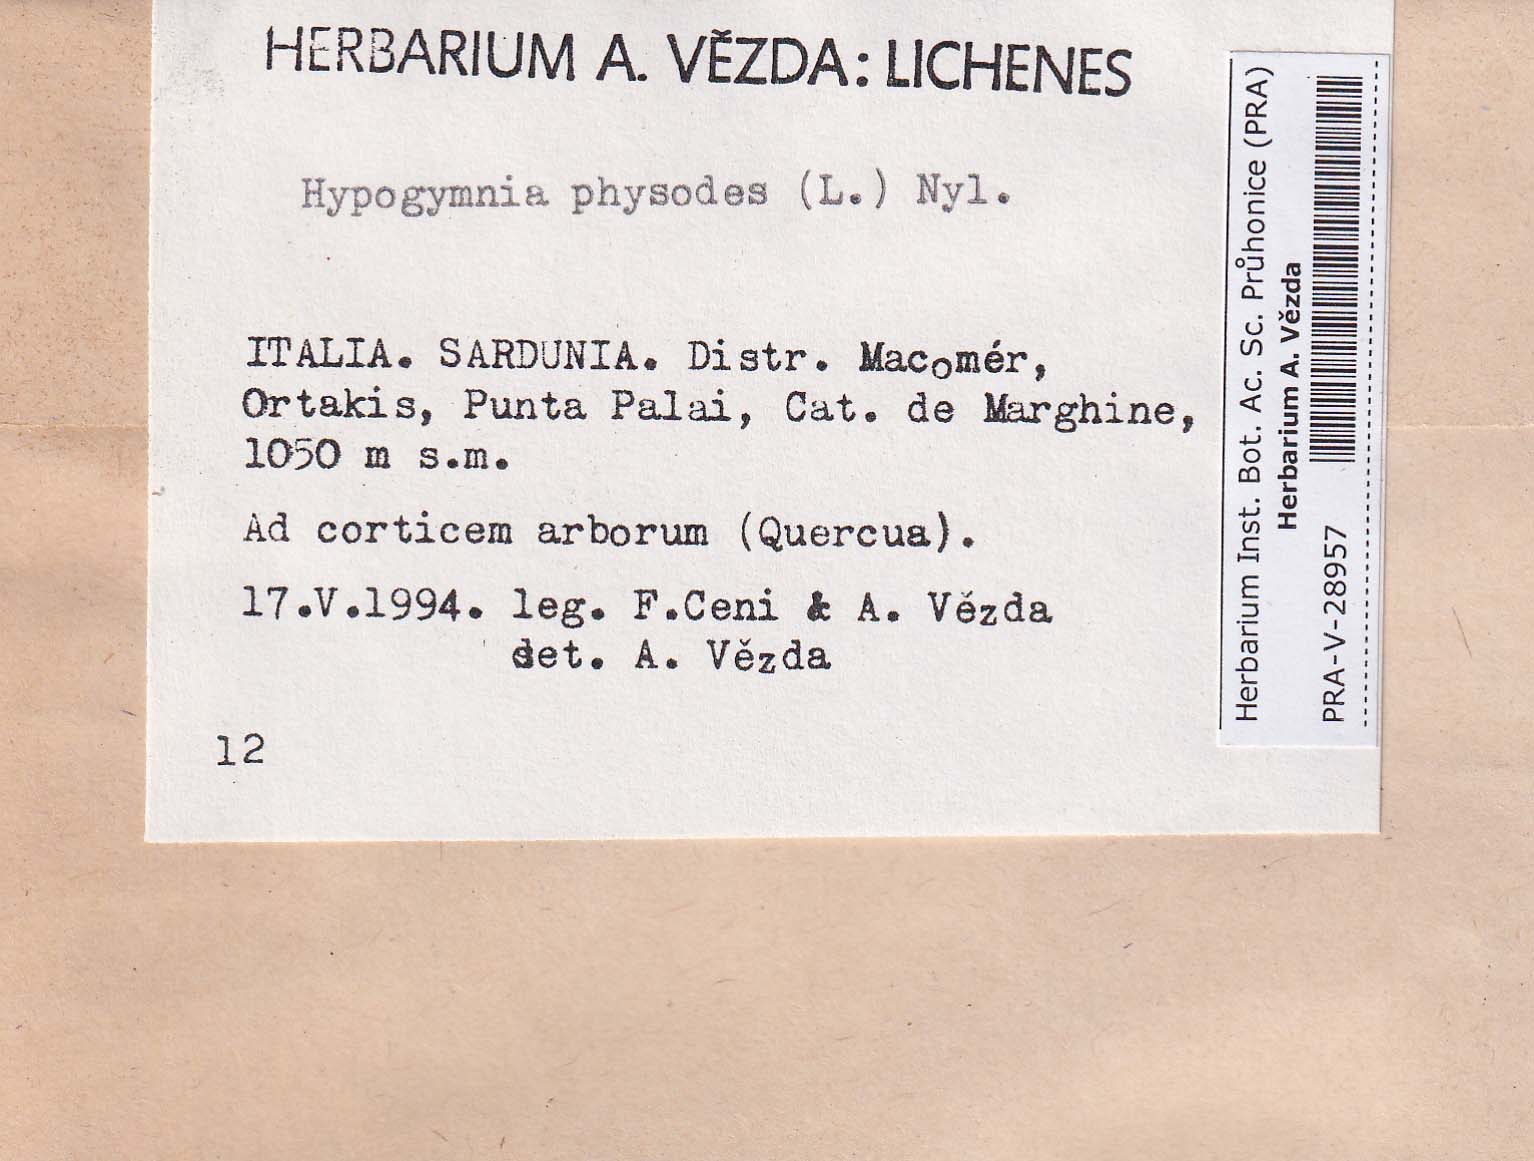 HERBARIUM A. VĚZDA: LICHENES
Hypogymnia physodes (L.) Nyl.
ITALIA. SARDUNIA. Distr. Macomér,
Ortakis, Punta Palai, Cat. de Marghine,
1050 m s.m.
Ad corticem arborum (Quercua).
17.V.1994. leg. F.Ceni & A. Vězda
det. A. Vězda
12
Herbarium Inst. Bot. Ac. Sc. Průhonice (PRA)
Herbarium A. Vězda
PRA-V-28957